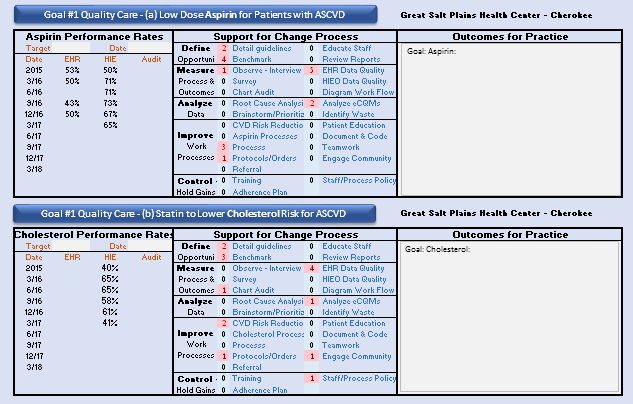 Goal #1 Quality Care - (a) Low Dose Aspirin for Patients with ASCVD
Great Salt Plains Health Center - Cherokee
Aspirin Performance Rates
Support for Change Process
Outcomes for Practice
Target Date
Define 2 Detail guidelines 0 Educate Staff
Goal: Aspirin:
Date EHR HIE Audit
Opportuni 4 Benchmark 0 Review Reports
2015 53% 50%
Measure 1 Observe - Interview 5 EHR Data Quality
3/16 50% 71%
Process & 0 Survey 0 HIEO Data Quality
6/16 71%
Outcomes 0 Chart Audit 0 Diagram Work Flow
9/16 43% 73%
Analyze 0 Root Cause Analysi 2 Analyze eCQMs
12/16 50% 67%
Data 0 Brainstorm/Prioritiz 0 Identify Waste
3/17 65%
0 CVD Risk Reductio 0 Patient Education
6/17
Improve 0 Aspirin Processes 0 Document & Code
9/17
Work 3 Processs 0 Teamwork
12/17
Processes 1 Protocols/Orders 0 Engage Community
3/18
0 Referral
Control - 0 Training 0 Staff/Process Policy
Hold Gains 0 Adherence Plan
Goal #1 Quality Care - (b) Statin to Lower Cholesterol Risk for ASCVD
Great Salt Plains Health Center - Cherokee
Cholesterol Performance Rates
Support for Change Process
Outcomes for Practice
Target Date
Define 2 Detail guidelines 0 Educate Staff
Goal: Cholesterol:
Date EHR HIE Audit
Opportuni 3 Benchmark 0 Review Reports
2015 40%
Measure 0 Observe - Interview 4 EHR Data Quality
3/16 65%
Process & 0 Survey 0 HIEO Data Quality
6/16 65%
Outcomes 1 Chart Audit 0 Diagram Work Flow
9/16 58%
Analyze 0 Root Cause Analysi 1 Analyze eCQMs
12/16 61%
Data 0 Brainstorm/Prioritiz 0 Identify Waste
3/17 41%
2 CVD Risk Reductio 0 Patient Education
6/17
Improve 0 Cholesterol Process 0 Document & Code
9/17
Work 0 Processs 0 Teamwork
12/17
Processes 1 Protocols/Orders 1 Engage Community
3/18
0 Referral
Control - 0 Training 1 Staff/Process Policy
Hold Gains 0 Adherence Plan